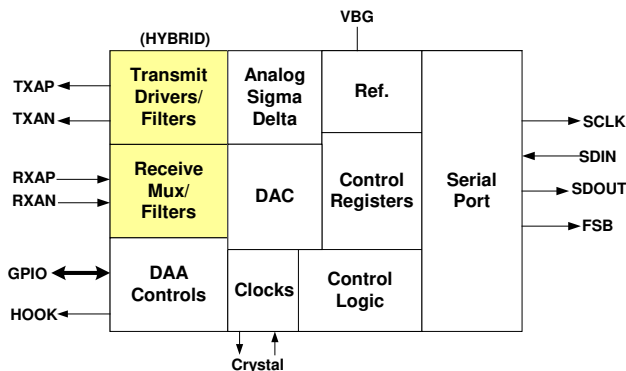 (HYBRID)
VBG
TXAP
TXAN
Transmit
Drivers/
Filters
Analog
Sigma
Delta
Ref.
RXAP
RXAN
Receive
Mux/
Filters
DAC
Control
Registers
Serial
Port
SCLK
SDIN
SDOUT
FSB
GPIO
HOOK
DAA
Controls
Clocks
Control
Logic
Crystal